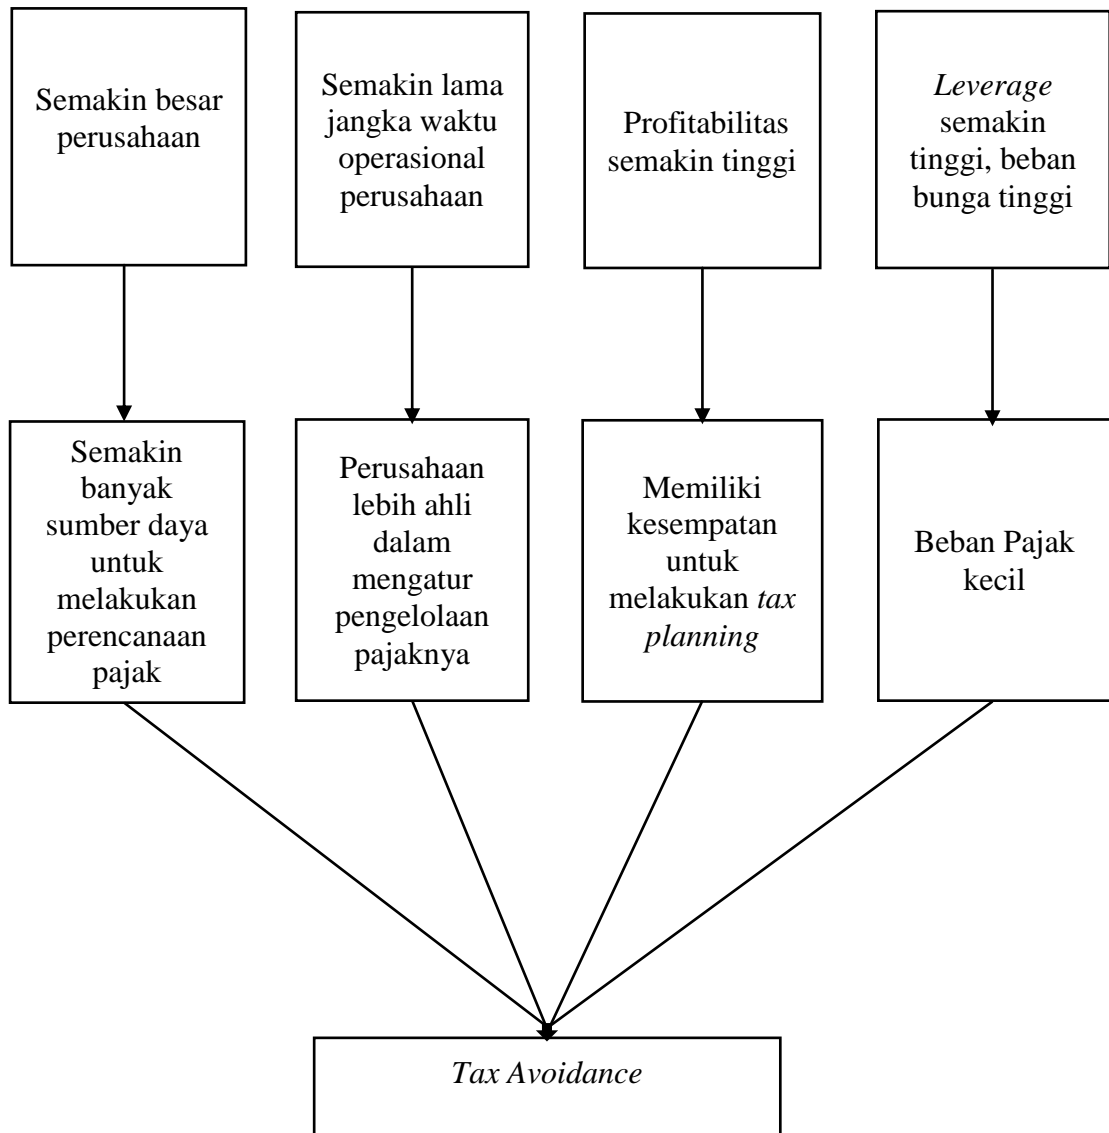 Semakin besar
perusahaan
Semakin lama
jangka waktu
operasional
perusahaan
Profitabilitas
semakin tinggi
Leverage
semakin
tinggi, beban
bunga tinggi
Semakin
banyak
sumber daya
untuk
melakukan
perencanaan
pajak
Perusahaan
lebih ahli
dalam
mengatur
pengelolaan
pajaknya
Memiliki
kesempatan
untuk
melakukan tax
planning
Beban Pajak
kecil
Tax Avoidance